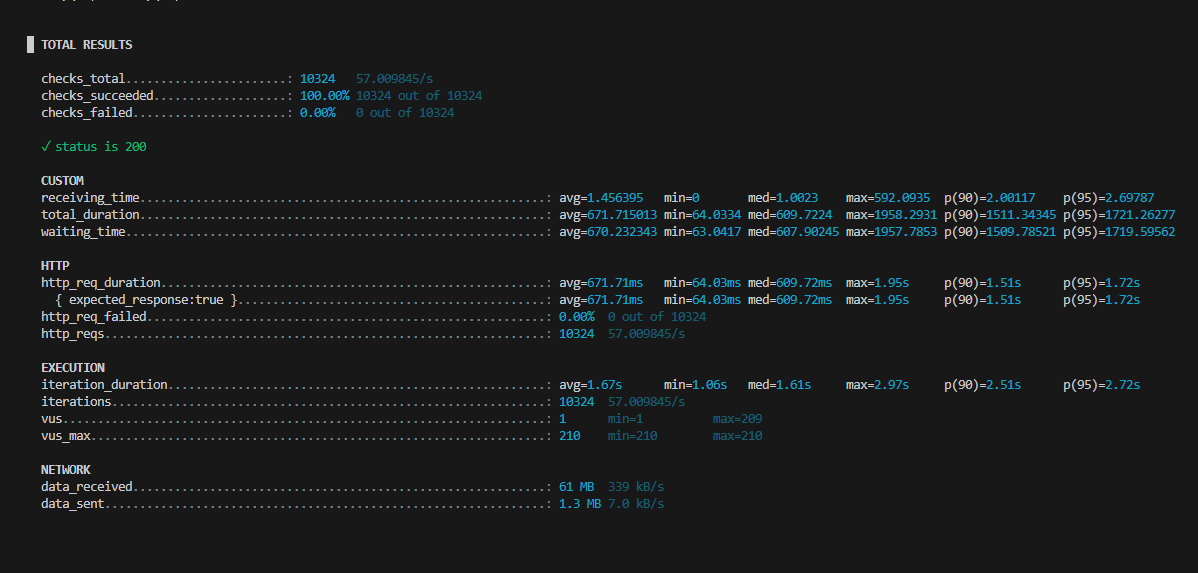 TOTAL RESULTS
checks_total.......................: 10324 57.009845/s
checks_succeeded...................: 100.00% 10324 out of 10324
checks_failed......................: 0.00% 0 out of 10324
✓ status is 200
CUSTOM
receiving_time..........................................................: avg=1.456395 min=0 med=1.0023 max=592.0935 p(90)=2.00117 p(95)=2.69787
total_duration..........................................................: avg=671.715013 min=64.0334 med=609.7224 max=1958.2931 p(90)=1511.34345 p(95)=1721.26277
waiting_time............................................................: avg=670.232343 min=63.0417 med=607.90245 max=1957.7853 p(90)=1509.78521 p(95)=1719.59562
HTTP
http_req_duration.......................................................: avg=671.71ms min=64.03ms med=609.72ms max=1.95s p(90)=1.51s p(95)=1.72s
{ expected_response:true }............................................: avg=671.71ms min=64.03ms med=609.72ms max=1.95s p(90)=1.51s p(95)=1.72s
http_req_failed.........................................................: 0.00% 0 out of 10324
http_reqs...............................................................: 10324 57.009845/s
EXECUTION
iteration_duration......................................................: avg=1.67s min=1.06s med=1.61s max=2.97s p(90)=2.51s p(95)=2.72s
iterations..............................................................: 10324 57.009845/s
vus.....................................................................: 1 min=1 max=209
vus_max.................................................................: 210 min=210 max=210
NETWORK
data_received...........................................................: 61 MB 339 kB/s
data_sent...............................................................: 1.3 MB 7.0 kB/s